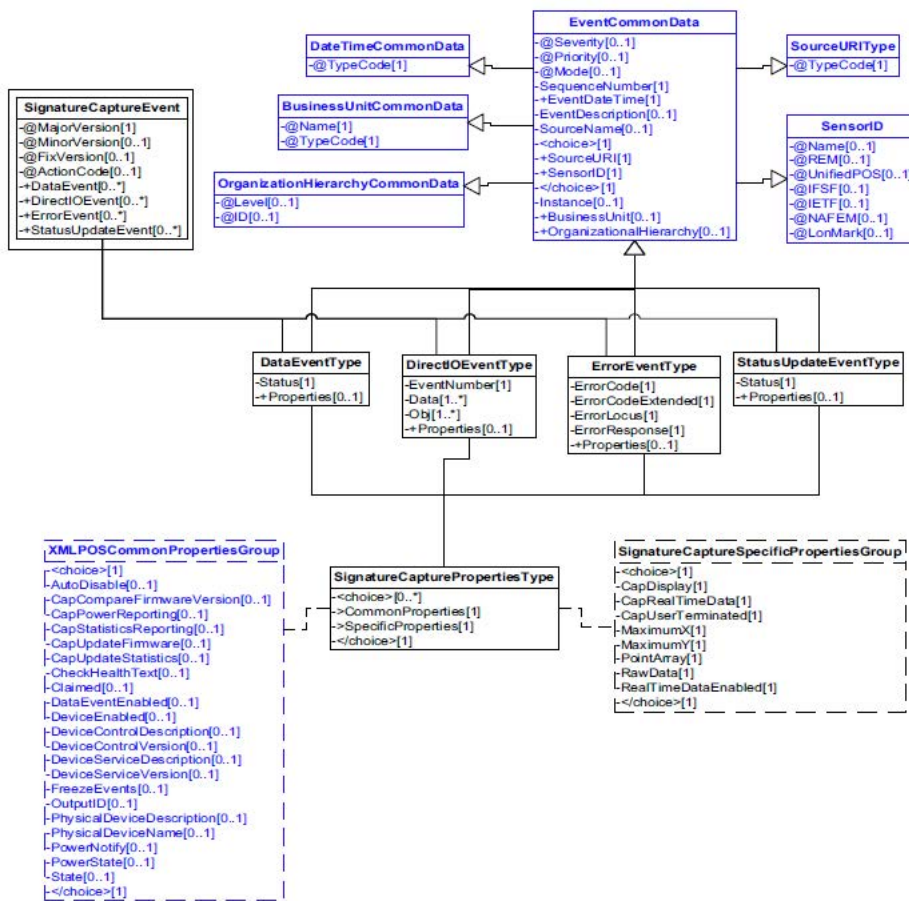 EventCommonData
-@Severity[0..1]
-@Priority[0..1]
-@Mode[0..1]
-SequenceNumber[1]
-+EventDateTime[1]
-EventDescription[0..1]
-SourceName[0..1]
-<choice>[1]
-+SourceURI[1]
-+SensorID[1]
-</choice>[1]
-Instance[0..1]
-+BusinessUnit[0..1]
-+OrganizationalHierarchy[0..1]
DateTimeCommonData
-@TypeCode[1]
SourceURIType
-@TypeCode[1]
SignatureCaptureEvent
-@MajorVersion[1]
-@MinorVersion[0..1]
-@FixVersion[0..1]
-@ActionCode[0..1]
-+DataEvent[0..*]
-+DirectIOEvent[0..*]
-+ErrorEvent[0..*]
-+StatusUpdateEvent[0..*]
BusinessUnitCommonData
-@Name[1]
-@TypeCode[1]
SensorID
-@Name[0..1]
-@REM[0..1]
-@UnifiedPOS[0..1]
-@IFSF[0..1]
-@IETF[0..1]
-@NAFEM[0..1]
-@LonMark[0..1]
OrganizationHierarchyCommonData
-@Level[0..1]
-@ID[0..1]
DataEventType
-Status[1]
-+Properties[0..1]
DirectIOEventType
-EventNumber[1]
-Data[1..*]
-Obj[1..*]
-+Properties[0..1]
ErrorEventType
-ErrorCode[1]
-ErrorCodeExtended[1]
-ErrorLocus[1]
-ErrorResponse[1]
-+Properties[0..1]
StatusUpdateEventType
-Status[1]
-+Properties[0..1]
XMLPOSCommonPropertiesGroup
-<choice>[1]
-AutoDisable[0..1]
-CapCompareFirmwareVersion[0..1]
-CapPowerReporting[0..1]
-CapStatisticsReporting[0..1]
-CapUpdateFirmware[0..1]
-CapUpdateStatistics[0..1]
-CheckHealthText[0..1]
-Claimed[0..1]
-DataEventEnabled[0..1]
-DeviceEnabled[0..1]
-DeviceControlDescription[0..1]
-DeviceControlVersion[0..1]
-DeviceServiceDescription[0..1]
-DeviceServiceVersion[0..1]
-FreezeEvents[0..1]
-OutputID[0..1]
-PhysicalDeviceDescription[0..1]
-PhysicalDeviceName[0..1]
-PowerNotify[0..1]
-PowerState[0..1]
-State[0..1]
-</choice>[1]
SignatureCapturePropertiesType
-<choice>[0..*]
->CommonProperties[1]
->SpecificProperties[1]
-</choice>[1]
SignatureCaptureSpecificPropertiesGroup
-<choice>[1]
-CapDisplay[1]
-CapRealTimeData[1]
-CapUserTerminated[1]
-MaximumX[1]
-MaximumY[1]
-PointArray[1]
-RawData[1]
-RealTimeDataEnabled[1]
-</choice>[1]